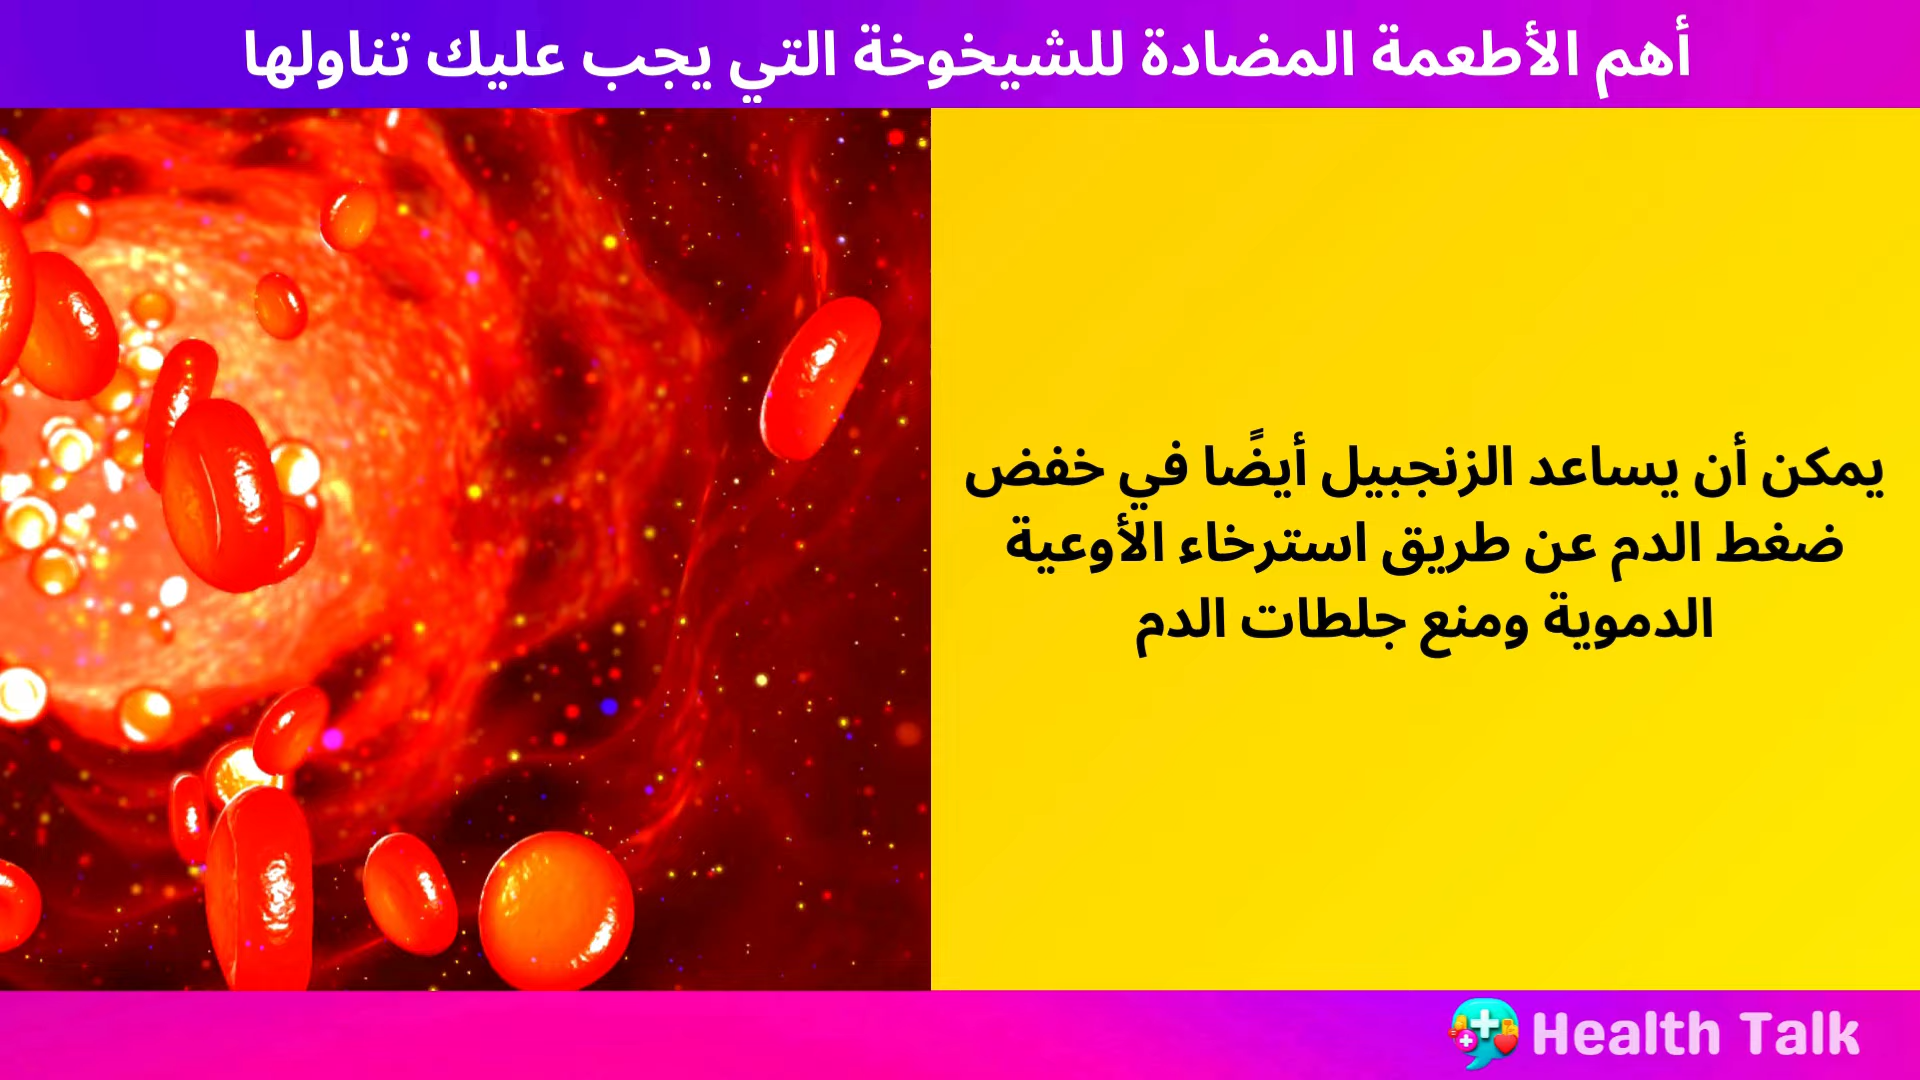 أهم الأطعمة المضادة للشيخوخة التي يجب عليك تناولها
يمكن أن يساعد الزنجبيل أيضًا في خفض
ضغط الدم عن طريق استرخاء الأوعية
الدموية ومنع جلطات الدم
Health Talk